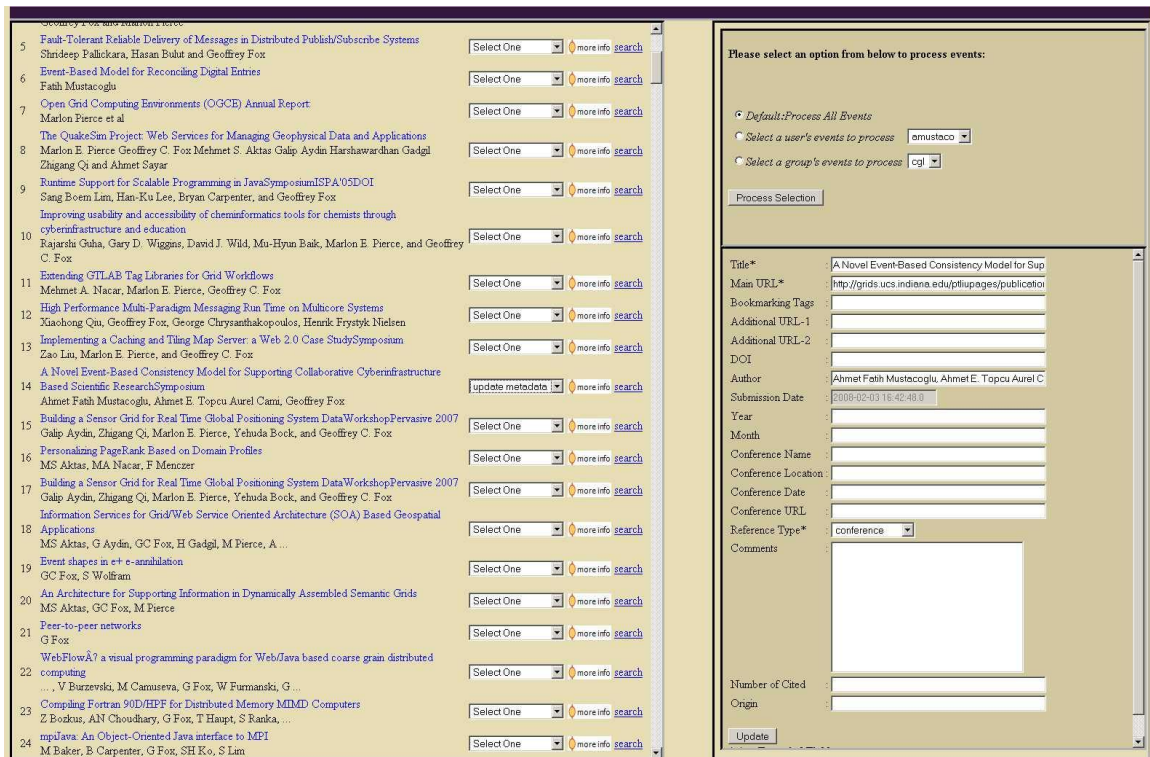 Geoffrey Fox and Marlon Pierce
5 Fault-Tolerant Reliable Delivery of Messages in Distributed Publish/Subscribe Systems
Shrideep Pallickara, Hasan Bulut and Geoffrey Fox
Select One more info search
6 Event-Based Model for Reconciling Digital Entries
Fatih Mustacoglu
Select One more info search
7 Open Grid Computing Environments (OGCE) Annual Report:
Marlon Pierce et al
Select One more info search
The QuakeSim Project: Web Services for Managing Geophysical Data and Applications
8 Marlon E. Pierce Geoffrey C. Fox Mehmet S. Aktas Galip Aydin Harshawardhan Gadgil
Zhigang Qi and Ahmet Sayar
Select One more info search
9 Runtime Support for Scalable Programming in JavaSymposiumISPA'05DOI
Sang Boem Lim, Han-Ku Lee, Bryan Carpenter, and Geoffrey Fox
Select One more info search
Improving usability and accessibility of cheminformatics tools for chemists through
cyberinfrastructure and education
10 Rajarshi Guha, Gary D. Wiggins, David J. Wild, Mu-Hyun Baik, Marlon E. Pierce, and Geoffrey
C. Fox
Select One more info search
11 Extending GTLAB Tag Libraries for Grid Workflows
Mehmet A. Nacar, Marlon E. Pierce, Geoffrey C. Fox
Select One more info search
12 High Performance Multi-Paradigm Messaging Run Time on Multicore Systems
Xiaohong Qiu, Geoffrey Fox, George Chrysanthakopoulos, Henrik Frystyk Nielsen
Select One more info search
13 Implementing a Caching and Tiling Map Server: a Web 2.0 Case StudySymposium
Zao Liu, Marlon E. Pierce, and Geoffrey C. Fox
Select One more info search
A Novel Event-Based Consistency Model for Supporting Collaborative Cyberinfrastructure
14 Based Scientific ResearchSymposium
Ahmet Fatih Mustacoglu, Ahmet E. Topcu Aurel Cami, Geoffrey Fox
update metadata more info search
15 Building a Sensor Grid for Real Time Global Positioning System DataWorkshopPervasive 2007
Galip Aydin, Zhigang Qi, Marlon E. Pierce, Yehuda Bock, and Geoffrey C. Fox
Select One more info search
16 Personalizing PageRank Based on Domain Profiles
MS Aktas, MA Nacar, F Menczer
Select One more info search
17 Building a Sensor Grid for Real Time Global Positioning System DataWorkshopPervasive 2007
Galip Aydin, Zhigang Qi, Marlon E. Pierce, Yehuda Bock, and Geoffrey C. Fox
Select One more info search
Information Services for Grid/Web Service Oriented Architecture (SOA) Based Geospatial
18 Applications
MS Aktas, G Aydin, GC Fox, H Gadgil, M Pierce, A ...
Select One more info search
19 Event shapes in e+ e-annihilation
GC Fox, S Wolfram
Select One more info search
20 An Architecture for Supporting Information in Dynamically Assembled Semantic Grids
MS Aktas, GC Fox, M Pierce
Select One more info search
21 Peer-to-peer networks
G Fox
Select One more info search
WebFlowÂ? a visual programming paradigm for Web/Java based coarse grain distributed
22 computing
... , V Burzevski, M Camuseva, G Fox, W Furmanski, G ...
Select One more info search
23 Compiling Fortran 90D/HPF for Distributed Memory MIMD Computers
Z Bozkus, AN Choudhary, G Fox, T Haupt, S Ranka, ...
Select One more info search
24 mpiJava: An Object-Oriented Java interface to MPI
M Baker, B Carpenter, G Fox, SH Ko, S Lim
Select One more info search
Please select an option from below to process events:
Default:Process All Events
Select a user's events to process amustaco
Select a group's events to process cgl
Process Selection
Title* : A Novel Event-Based Consistency Model for Sup
Main URL* : http://grids.ucs.indiana.edu/ptliupages/publication
Bookmarking Tags :
Additional URL-1 :
Additional URL-2 :
DOI :
Author : Ahmet Fatih Mustacoglu, Ahmet E. Topcu Aurel C
Submission Date : 2008-02-03 16:42:48.0
Year :
Month :
Conference Name :
Conference Location :
Conference Date :
Conference URL :
Reference Type* : conference
Comments :
Number of Cited :
Origin :
Update